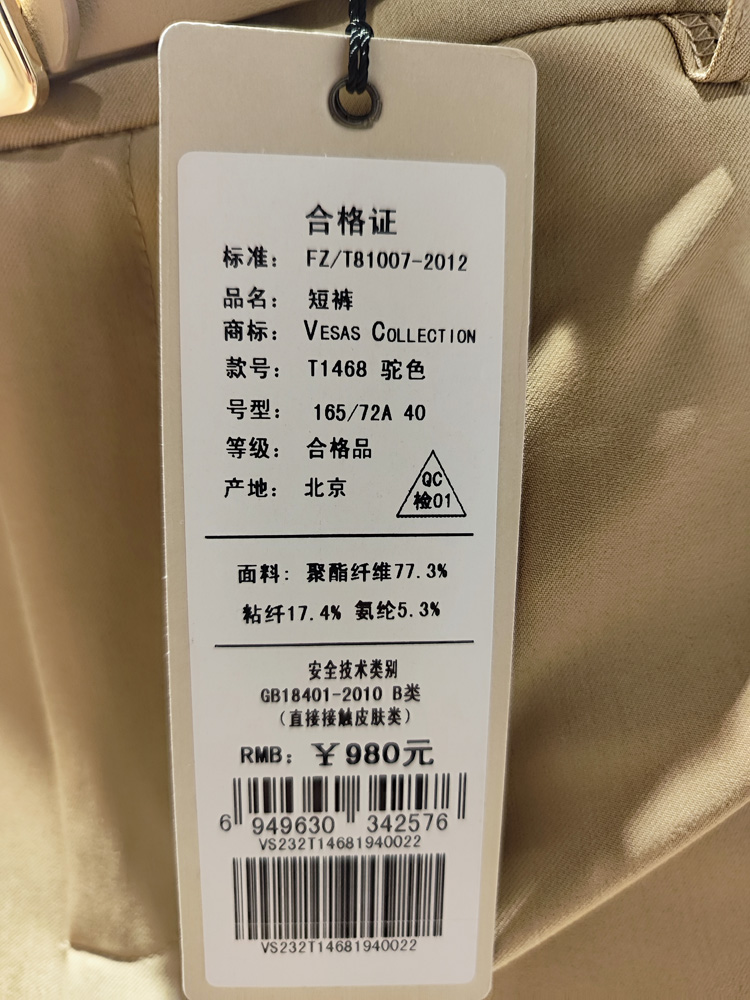 合格证
标准： FZ/T81007-2012
品名： 短裤
商标： VESAS COLLECTION
款号： T1468 驼色
号型： 165/72A 40
等级： 合格品
产地： 北京
QC
检01
面料： 聚酯纤维77.3%
粘纤17.4% 氨纶5.3%
安全技术类别
GB18401-2010 B类
（直接接触皮肤类）
RMB： ￥980元
6 949630 342576
VS232T14681940022
VS232T14681940022